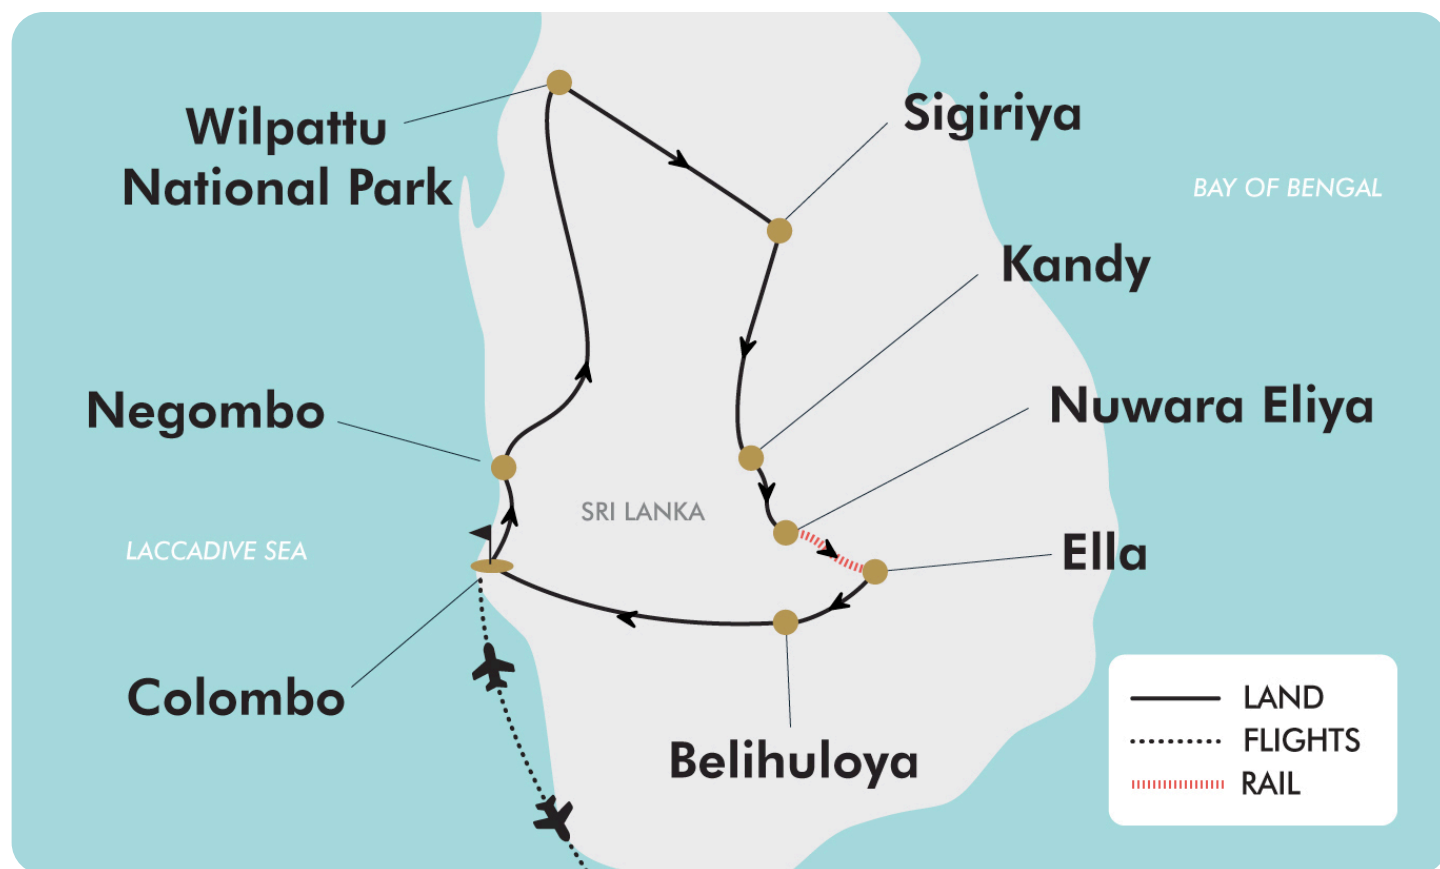 Wilpattu
National Park
Sigiriya
BAY OF BENGAL
Kandy
Negombo
Nuwara Eliya
SRI LANKA
LACCADIVE SEA
Ella
Colombo
Belihuloya
LAND
FLIGHTS
RAIL